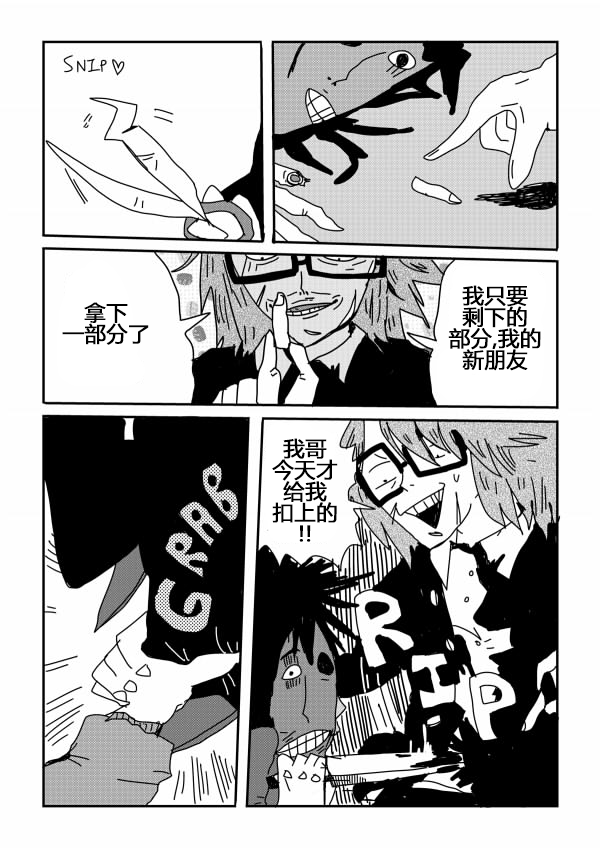 SNIP♡
拿下
一部分了
我只要
剩下的
部分,我的
新朋友
GRAB
我哥
今天才
给我
扣上的
!!
RIP